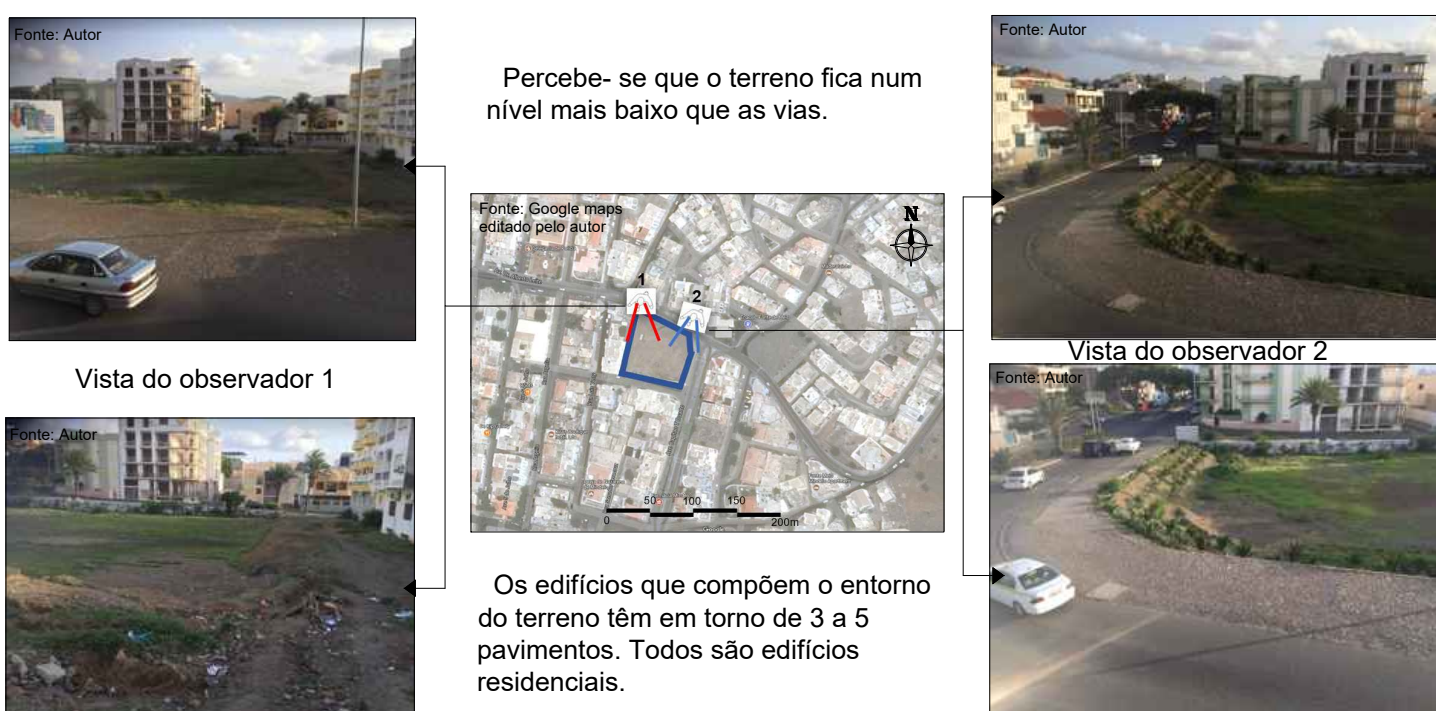 Fonte: Autor
Percebe- se que o terreno fica num
nível mais baixo que as vias.
Fonte: Autor
Vista do observador 1
Fonte: Google maps
editado pelo autor
N
1
2
50
100
150
0
200m
Vista do observador 2
Fonte: Autor
Fonte: Autor
Os edifícios que compõem o entorno
do terreno têm em torno de 3 a 5
pavimentos. Todos são edifícios
residenciais.